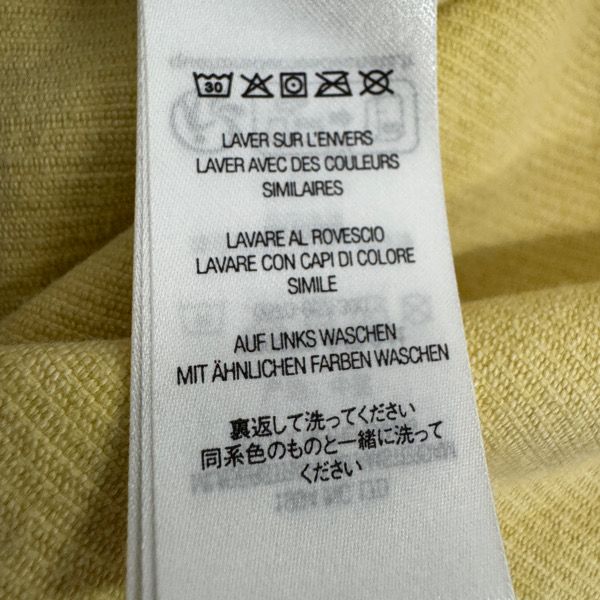 30
LAVER SUR L'ENVERS
LAVER AVEC DES COULEURS
SIMILAIRES
LAVARE AL ROVESCIO
LAVARE CON CAPI DI COLORE
SIMILE
AUF LINKS WASCHEN
MIT ÄHNLICHEN FARBEN WASCHEN
裏返して洗ってください
同系色のものと一緒に洗って
ください